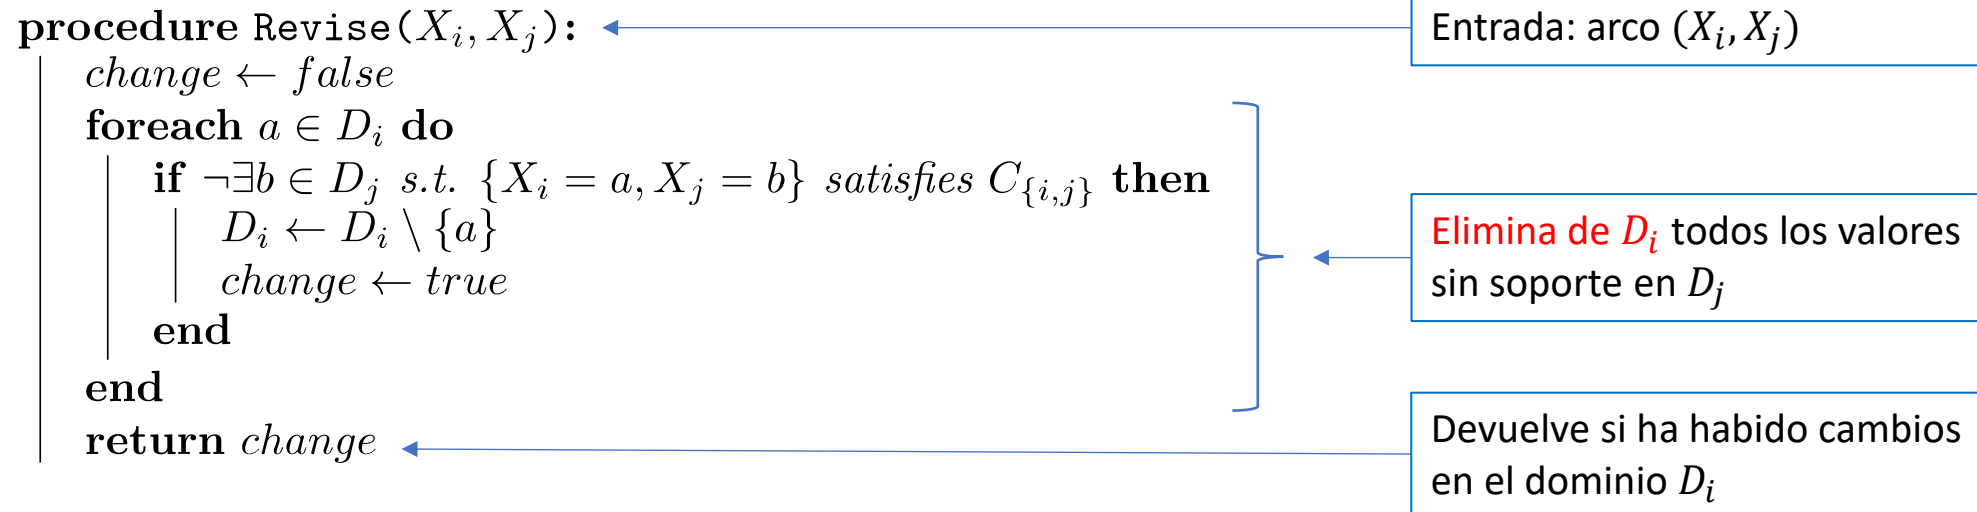 procedure Revise(X_i, X_j):
change ← false
foreach a ∈ D_i do
if ¬∃b ∈ D_j s.t. {X_i = a, X_j = b} satisfies C_{i,j} then
D_i ← D_i \ {a}
change ← true
end
end
return change
Entrada: arco (X_i, X_j)
Elimina de D_i todos los valores
sin soporte en D_j
Devuelve si ha habido cambios
en el dominio D_i